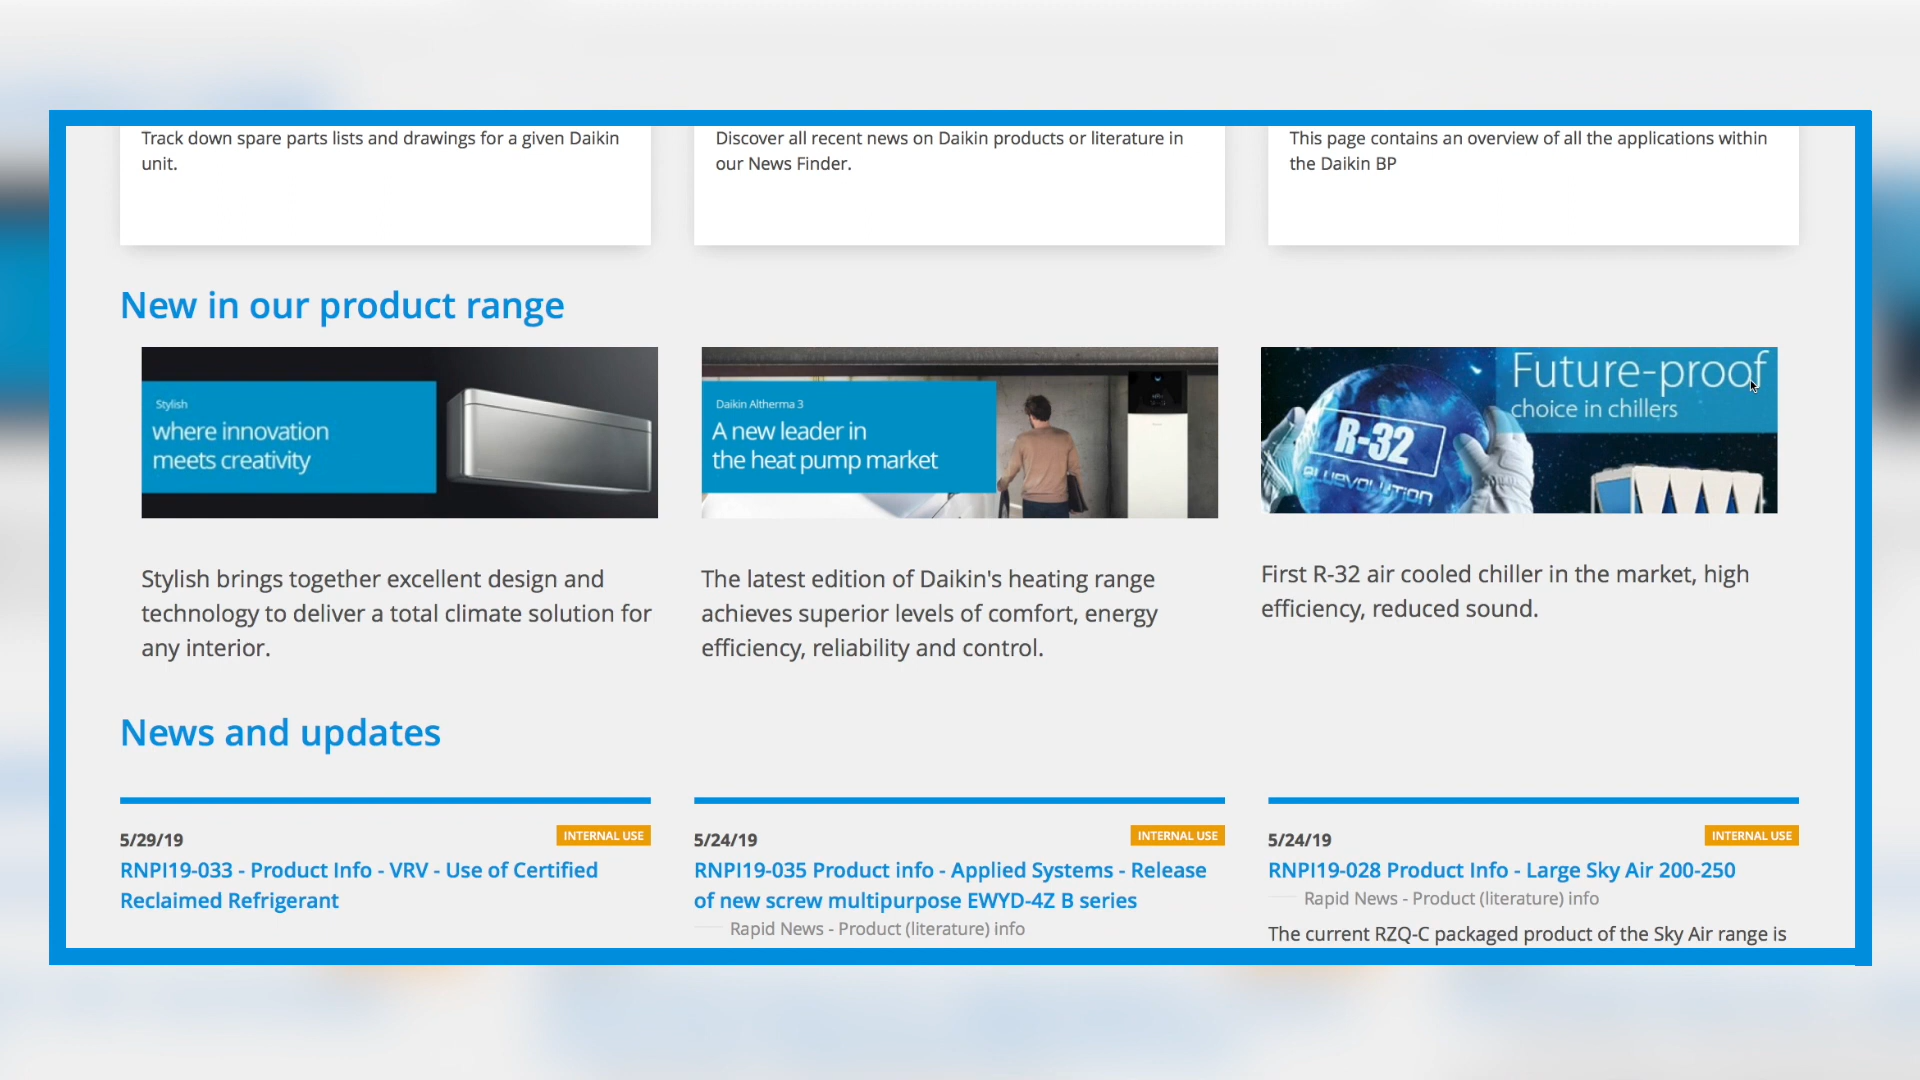 Track down spare parts lists and drawings for a given Daikin
unit.
Discover all recent news on Daikin products or literature in
our News Finder.
This page contains an overview of all the applications within
the Daikin BP
New in our product range
Stylish
where innovation
meets creativity
Daikin Altherma 3
A new leader in
the heat pump market
Future-proof
choice in chillers
R-32
BLUEVOLUTION
Stylish brings together excellent design and
technology to deliver a total climate solution for
any interior.
The latest edition of Daikin's heating range
achieves superior levels of comfort, energy
efficiency, reliability and control.
First R-32 air cooled chiller in the market, high
efficiency, reduced sound.
News and updates
5/29/19
INTERNAL USE
RNPI19-033 - Product Info - VRV - Use of Certified
Reclaimed Refrigerant
5/24/19
INTERNAL USE
RNPI19-035 Product info - Applied Systems - Release
of new screw multipurpose EWYD-4Z B series
Rapid News - Product (literature) info
5/24/19
INTERNAL USE
RNPI19-028 Product Info - Large Sky Air 200-250
Rapid News - Product (literature) info
The current RZQ-C packaged product of the Sky Air range is